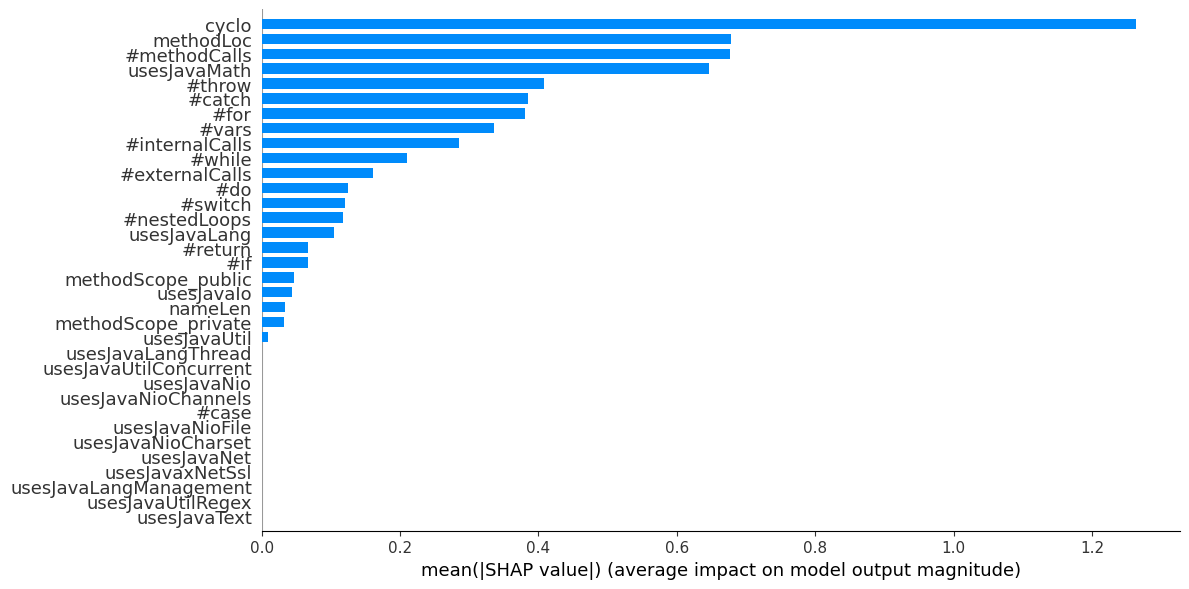 cyclo
methodLoc
#methodCalls
usesJavaMath
#throw
#catch
#for
#vars
#internalCalls
#while
#externalCalls
#do
#switch
#nestedLoops
usesJavaLang
#return
#if
methodScope_public
usesJavaIo
nameLen
methodScope_private
usesJavaUtil
usesJavaLangThread
usesJavaUtilConcurrent
usesJavaNio
usesJavaNioChannels
#case
usesJavaNioFile
usesJavaNioCharset
usesJavaNet
usesJavaxNetSsl
usesJavaLangManagement
usesJavaUtilRegex
usesJavaText
0.0 0.2 0.4 0.6 0.8 1.0 1.2
mean(|SHAP value|) (average impact on model output magnitude)